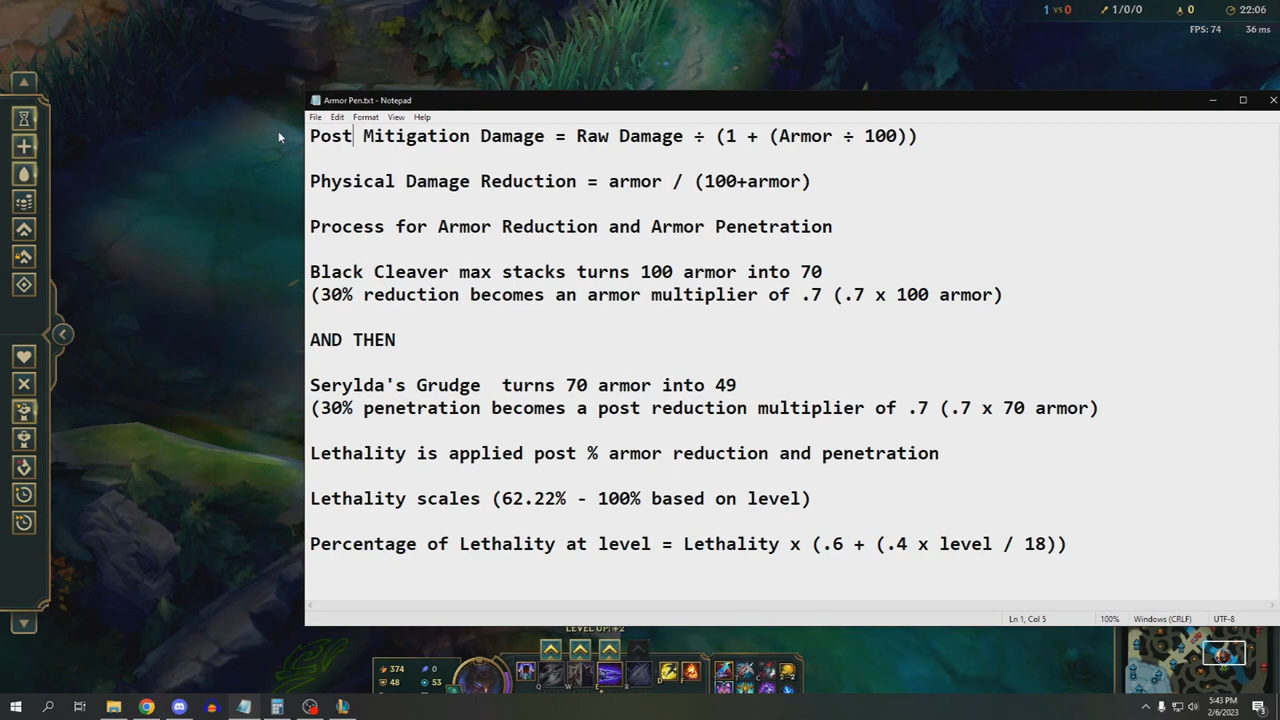 1 vs 0
1/0/0
0
22:06
FPS: 74
36 ms
Armor Pen.txt - Notepad
File Edit Format View Help
Post Mitigation Damage = Raw Damage ÷ (1 + (Armor ÷ 100))
Physical Damage Reduction = armor / (100+armor)
Process for Armor Reduction and Armor Penetration
Black Cleaver max stacks turns 100 armor into 70
(30% reduction becomes an armor multiplier of .7 (.7 x 100 armor)
AND THEN
Serylda's Grudge  turns 70 armor into 49
(30% penetration becomes a post reduction multiplier of .7 (.7 x 70 armor)
Lethality is applied post % armor reduction and penetration
Lethality scales (62.22% - 100% based on level)
Percentage of Lethality at level = Lethality x (.6 + (.4 x level / 18))
Ln 1, Col 5
100%
Windows (CRLF)
UTF-8
LEVEL UP! +2
374
0
48
53
Q
W
E
R
D
F
5:43 PM
2/6/2023